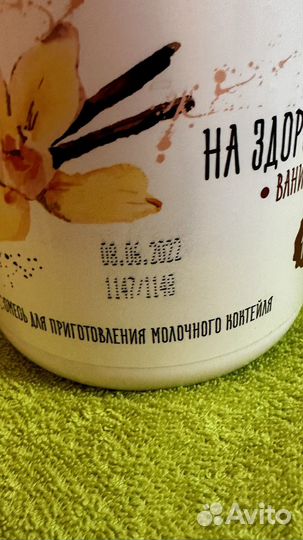 НА ЗДОР
• ВАНИ
08.06.2022
1147/1148
СМЕСЬ ДЛЯ ПРИГОТОВЛЕНИЯ МОЛОЧНОГО КОКТЕЙЛЯ
Avito